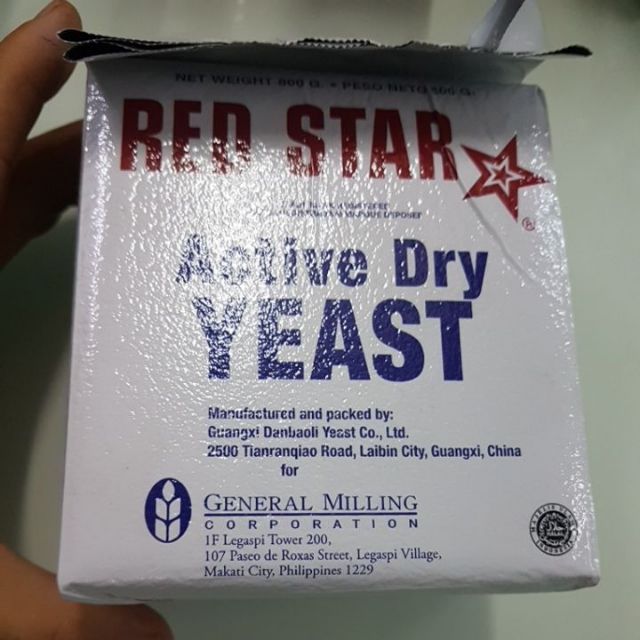 NET WEIGHT 800 G. • PESO NETO 800 G.
RED STAR
®
Active Dry
YEAST
Manufactured and packed by:
Guangxi Danbaoli Yeast Co., Ltd.
2500 Tianranqiao Road, Laibin City, Guangxi, China
for
GENERAL MILLING
CORPORATION
1F Legaspi Tower 200,
107 Paseo de Roxas Street, Legaspi Village,
Makati City, Philippines 1229